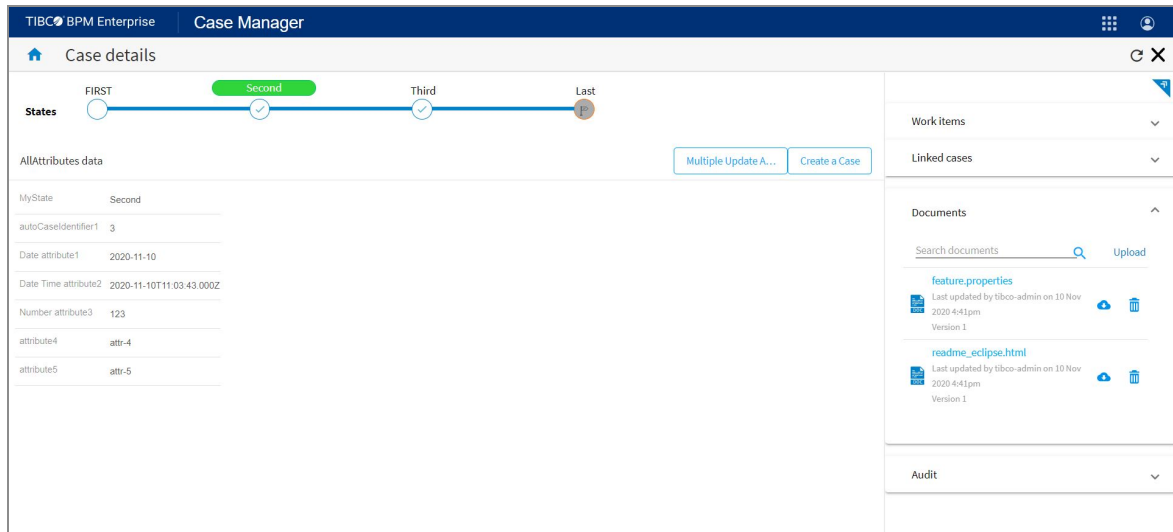 TIBCO BPM Enterprise Case Manager
Case details
FIRST Second Third Last
States
Work items
AllAttributes data Multiple Update A... Create a Case
Linked cases
MyState Second
autoCaseIdentifier1 3
Date attribute1 2020-11-10
Date Time attribute2 2020-11-10T11:03:43.000Z
Number attribute3 123
attribute4 attr-4
attribute5 attr-5
Documents
Search documents Upload
feature.properties
Last updated by tibco-admin on 10 Nov
2020 4:41pm
Version 1
readme_eclipse.html
Last updated by tibco-admin on 10 Nov
2020 4:41pm
Version 1
Audit